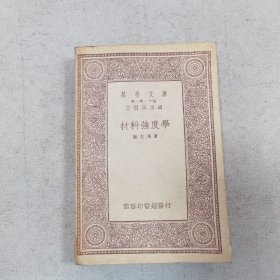 萬有文庫
第一集一千種
王雲五主編
材料強度學
商務印書館發行